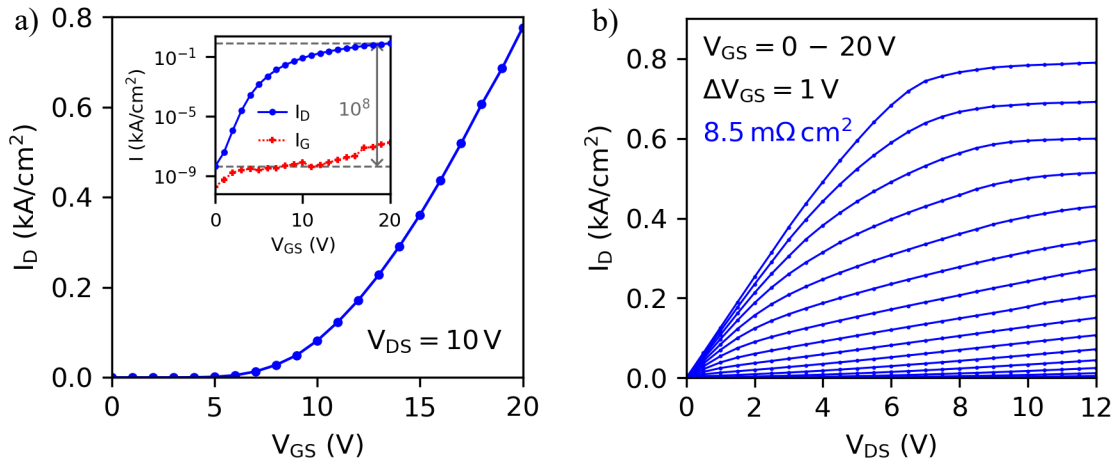 a)
I_D (kA/cm²)
0.8
0.6
0.4
0.2
0.0
0 5 10 15 20
V_GS (V)
V_DS = 10 V
I (kA/cm²)
10⁻¹
10⁻⁵
10⁻⁹
I_D
I_G
10⁸
0 10 20
V_GS (V)
b)
I_D (kA/cm²)
0.8
0.6
0.4
0.2
0.0
0 2 4 6 8 10 12
V_DS (V)
V_GS = 0 – 20 V
ΔV_GS = 1 V
8.5 mΩ cm²